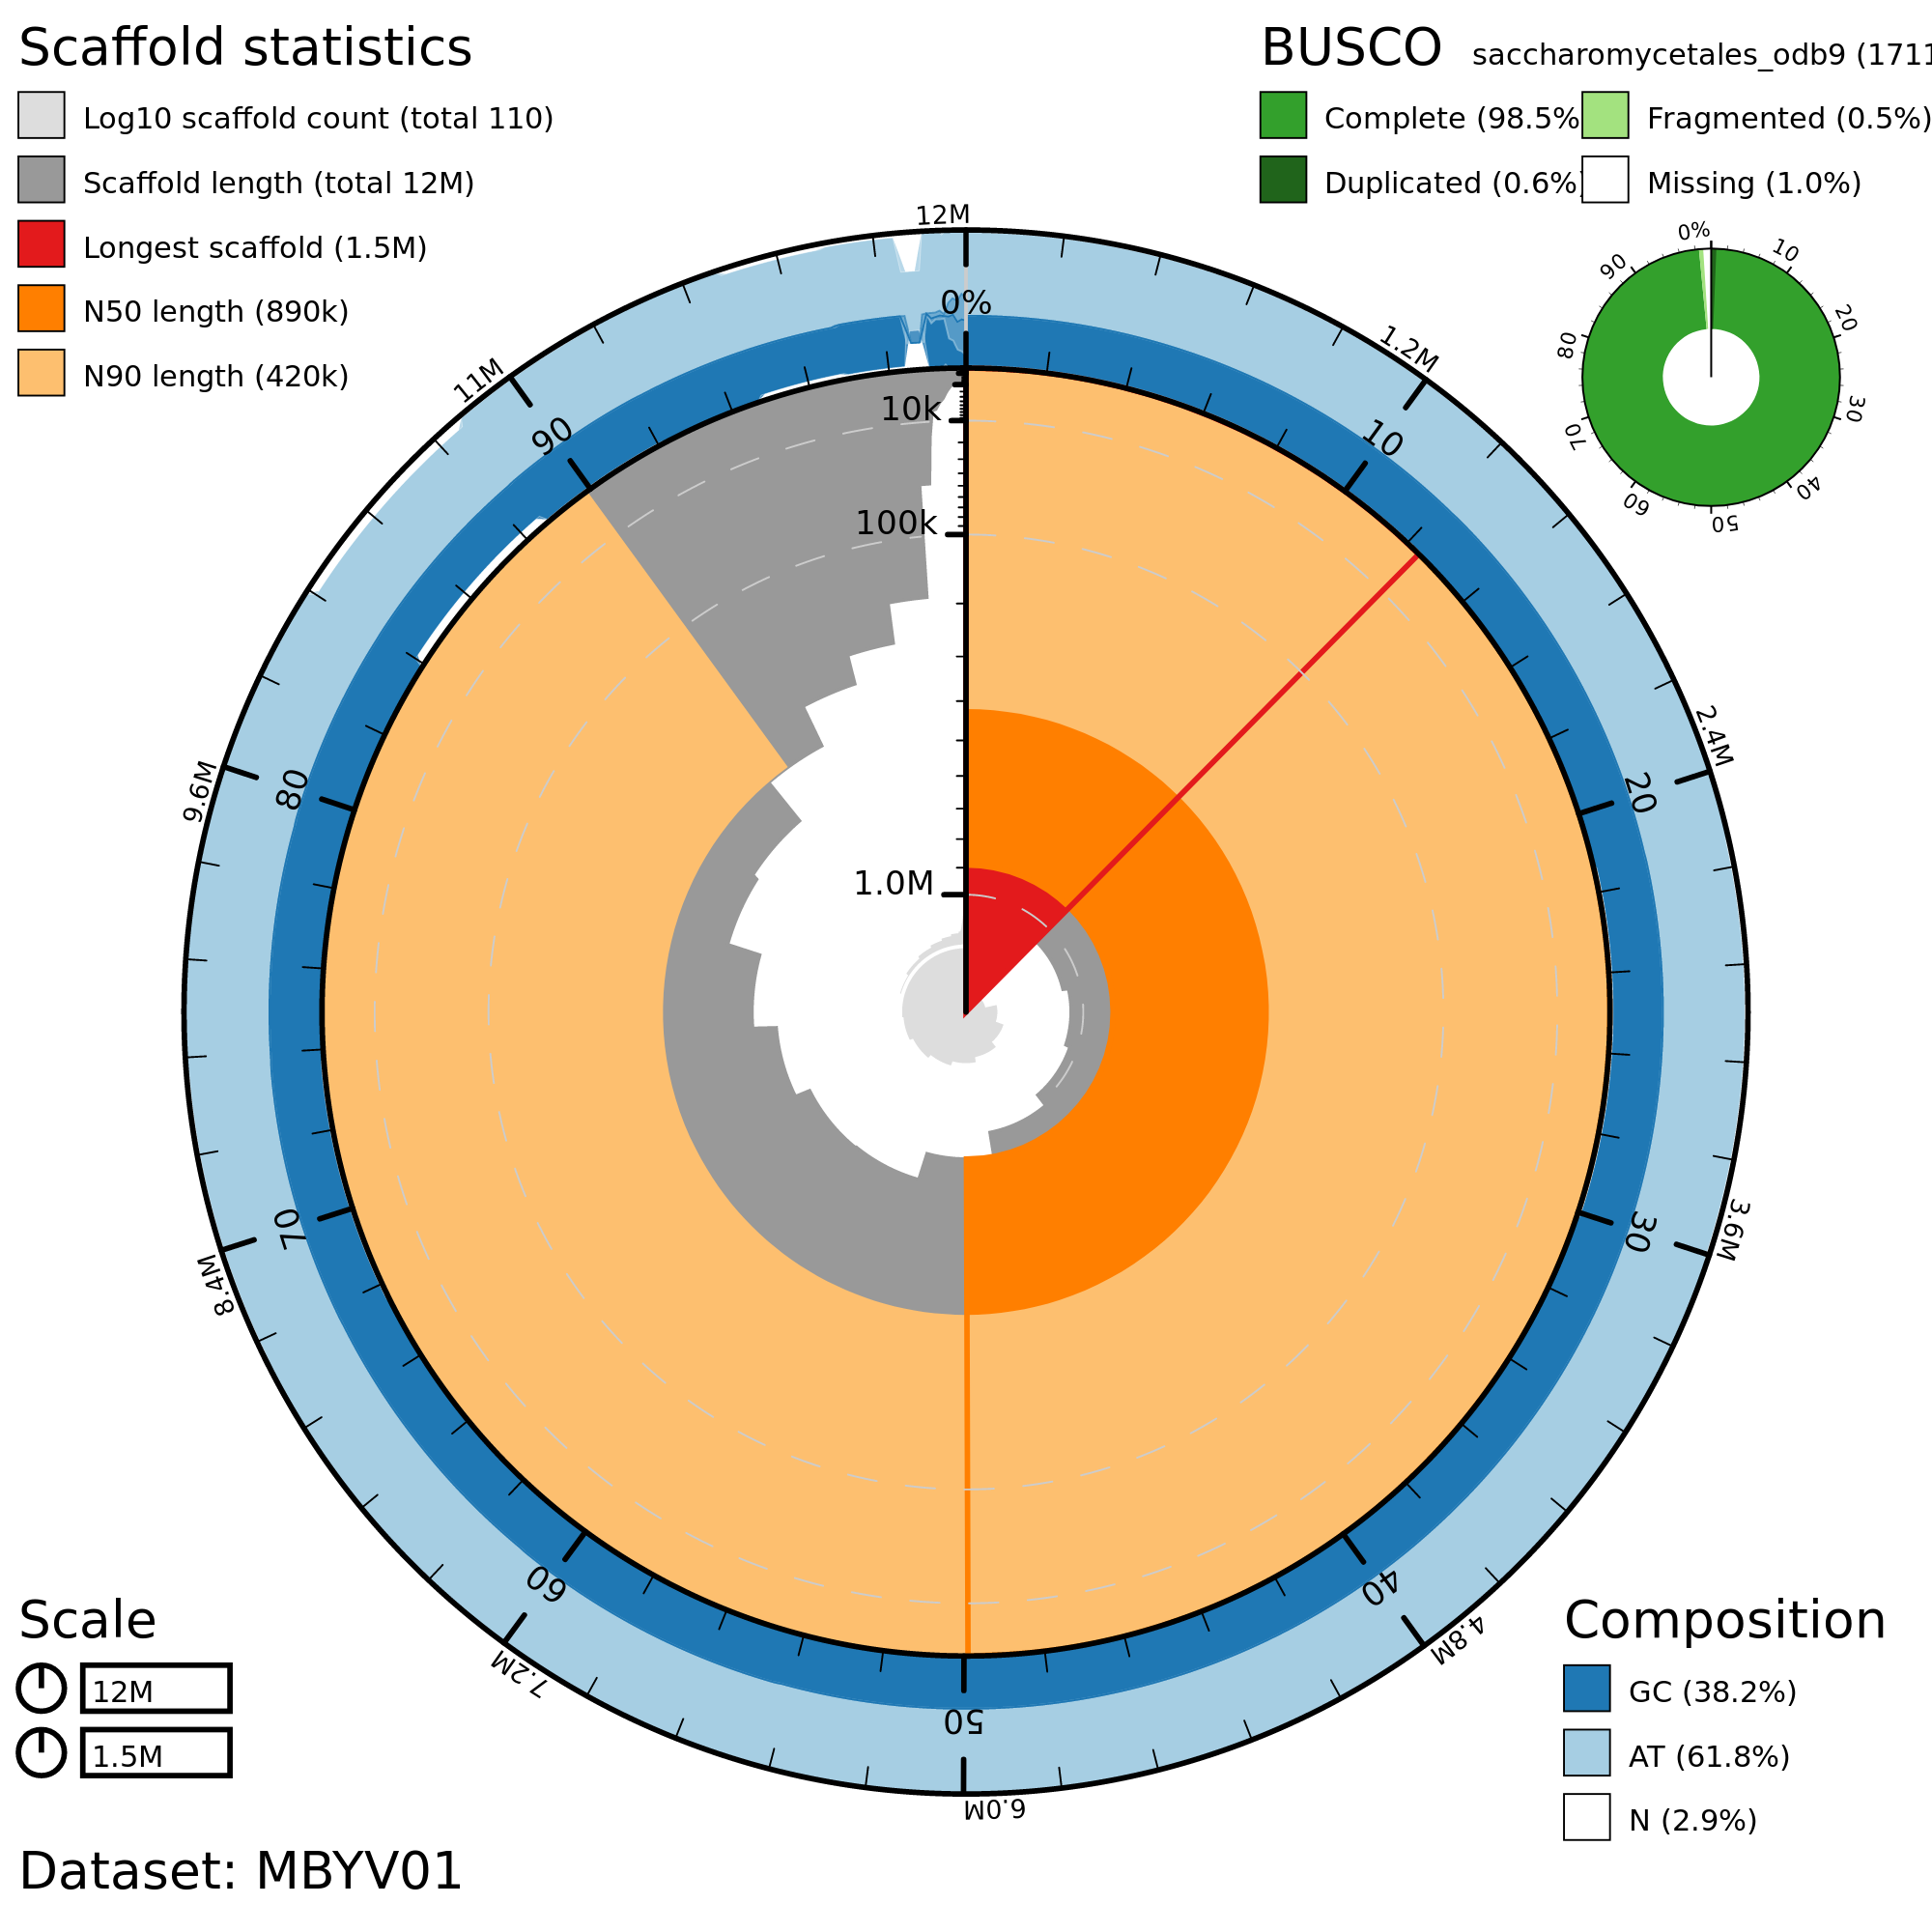 Scaffold statistics
Log10 scaffold count (total 110)
Scaffold length (total 12M)
Longest scaffold (1.5M)
N50 length (890k)
N90 length (420k)
BUSCO saccharomycetales_odb9 (1711
Complete (98.5%
Fragmented (0.5%)
Duplicated (0.6%)
Missing (1.0%)
0%
10
20
30
40
50
60
70
80
90
12M
1.2M
2.4M
3.6M
4.8M
6.0M
7.2M
8.4M
9.6M
11M
0%
10
20
30
40
50
60
70
80
90
10k
100k
1.0M
Scale
12M
1.5M
Composition
GC (38.2%)
AT (61.8%)
N (2.9%)
Dataset: MBYV01